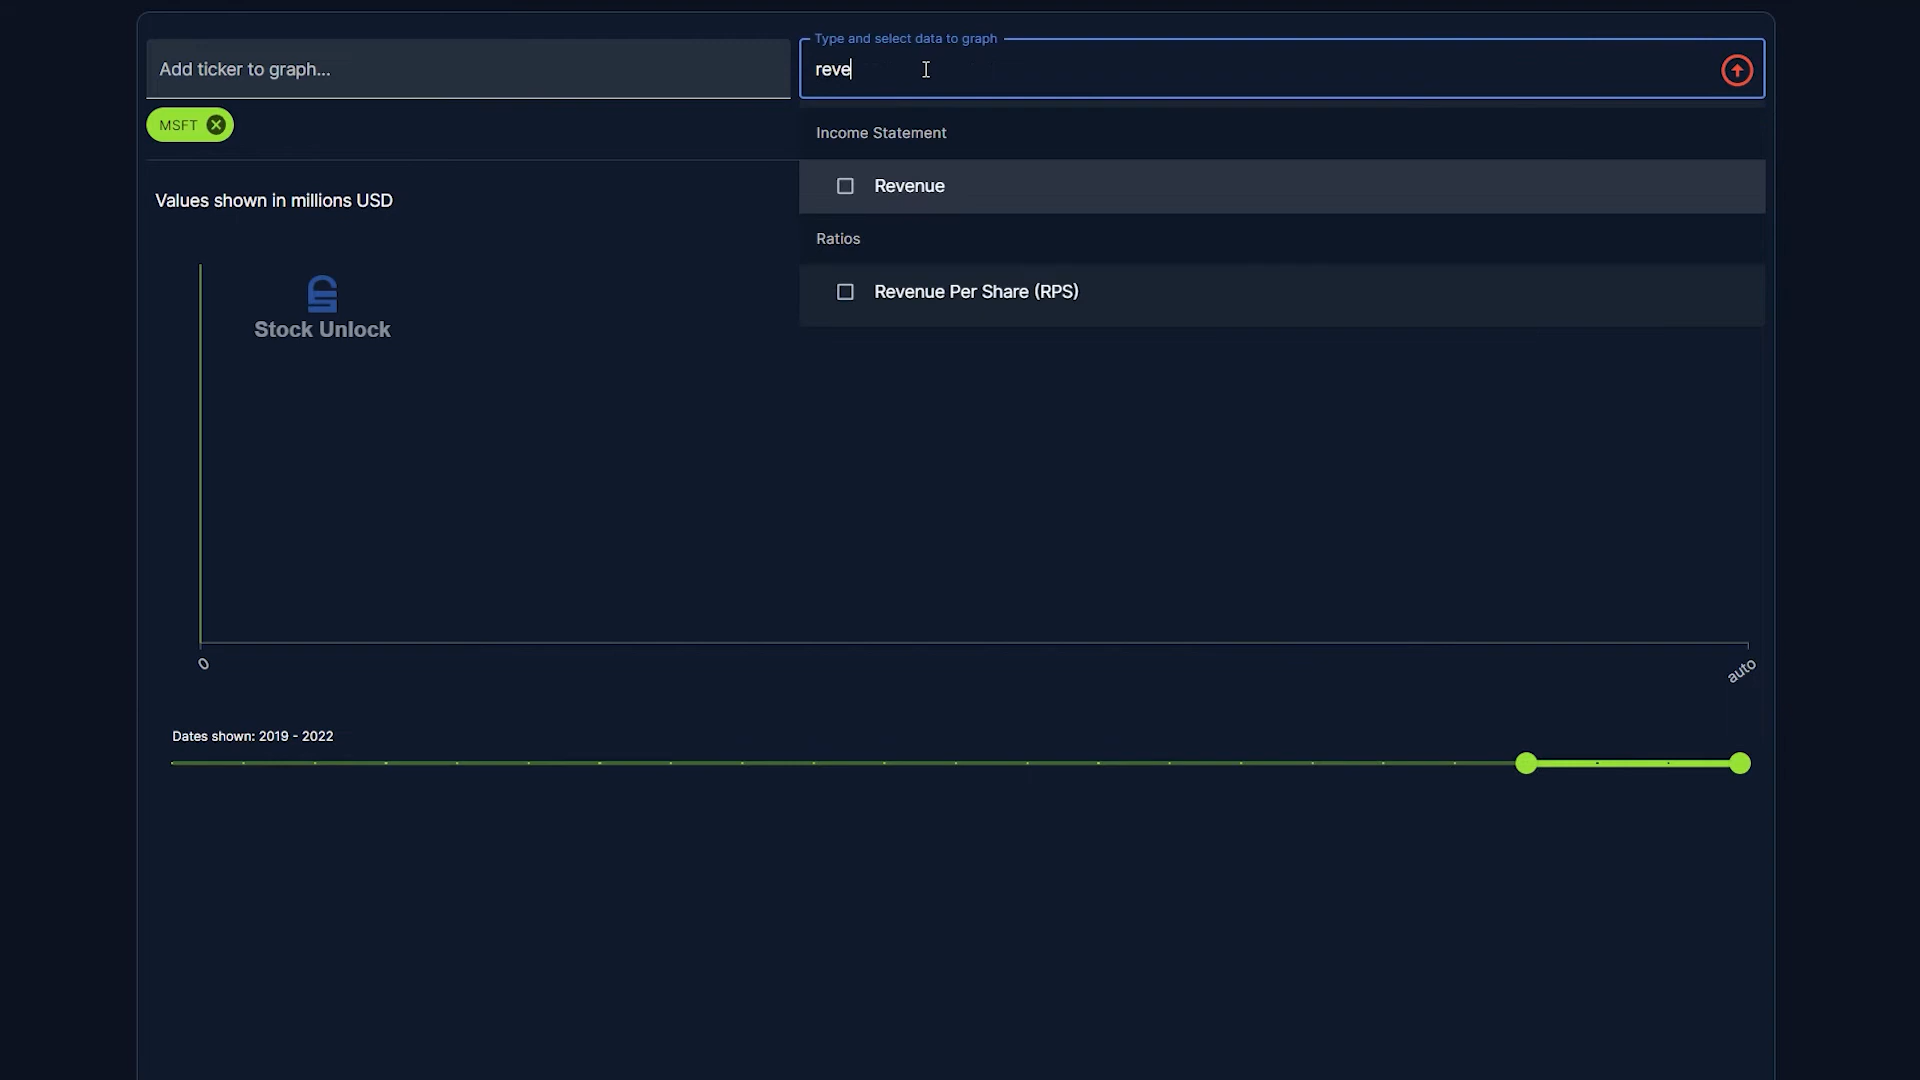 Type and select data to graph
Add ticker to graph...
reve
MSFT
Income Statement
Revenue
Values shown in millions USD
Ratios
Revenue Per Share (RPS)
Stock Unlock
0
auto
Dates shown: 2019 - 2022